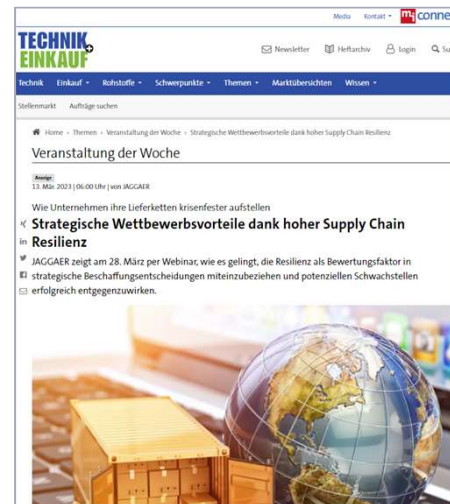 Media Kontakt
mi conne
TECHNIK+
EINKAUF
Newsletter Heftarchiv Login Su
Technik Einkauf Rohstoffe Schwerpunkte Themen Marktübersichten Wissen
Stellenmarkt Aufträge suchen
Home » Themen » Veranstaltung der Woche » Strategische Wettbewerbsvorteile dank hoher Supply Chain Resilienz
Veranstaltung der Woche
Anzeige
13. Mär. 2023 | 06:00 Uhr | von JAGGAER
Wie Unternehmen ihre Lieferketten krisenfester aufstellen
Strategische Wettbewerbsvorteile dank hoher Supply Chain
Resilienz
JAGGAER zeigt am 28. März per Webinar, wie es gelingt, die Resilienz als Bewertungsfaktor in
strategische Beschaffungsentscheidungen miteinzubeziehen und potenziellen Schwachstellen
erfolgreich entgegenzuwirken.